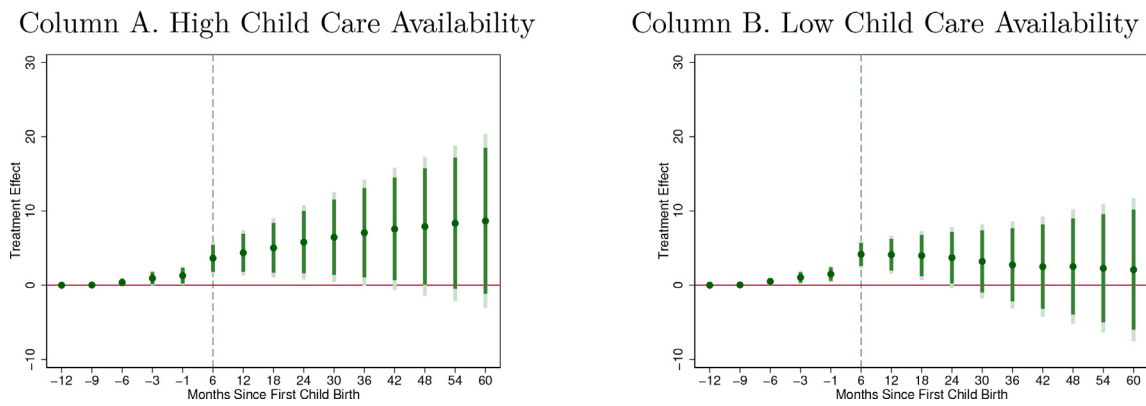 Column A. High Child Care Availability
30
20
10
0
−10
Treatment Effect
−12 −9 −6 −3 −1 6 12 18 24 30 36 42 48 54 60
Months Since First Child Birth
Column B. Low Child Care Availability
30
20
10
0
−10
Treatment Effect
−12 −9 −6 −3 −1 6 12 18 24 30 36 42 48 54 60
Months Since First Child Birth